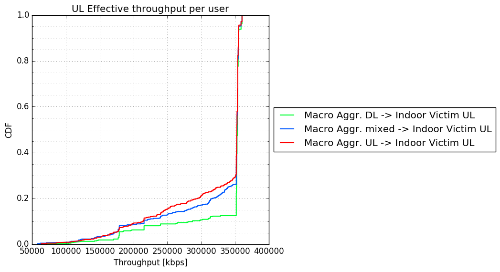 UL Effective throughput per user
1.0
0.8
0.6
0.4
0.2
0.0
CDF
50000 100000 150000 200000 250000 300000 350000 400000
Throughput [kbps]
Macro Aggr. DL -> Indoor Victim UL
Macro Aggr. mixed -> Indoor Victim UL
Macro Aggr. UL -> Indoor Victim UL